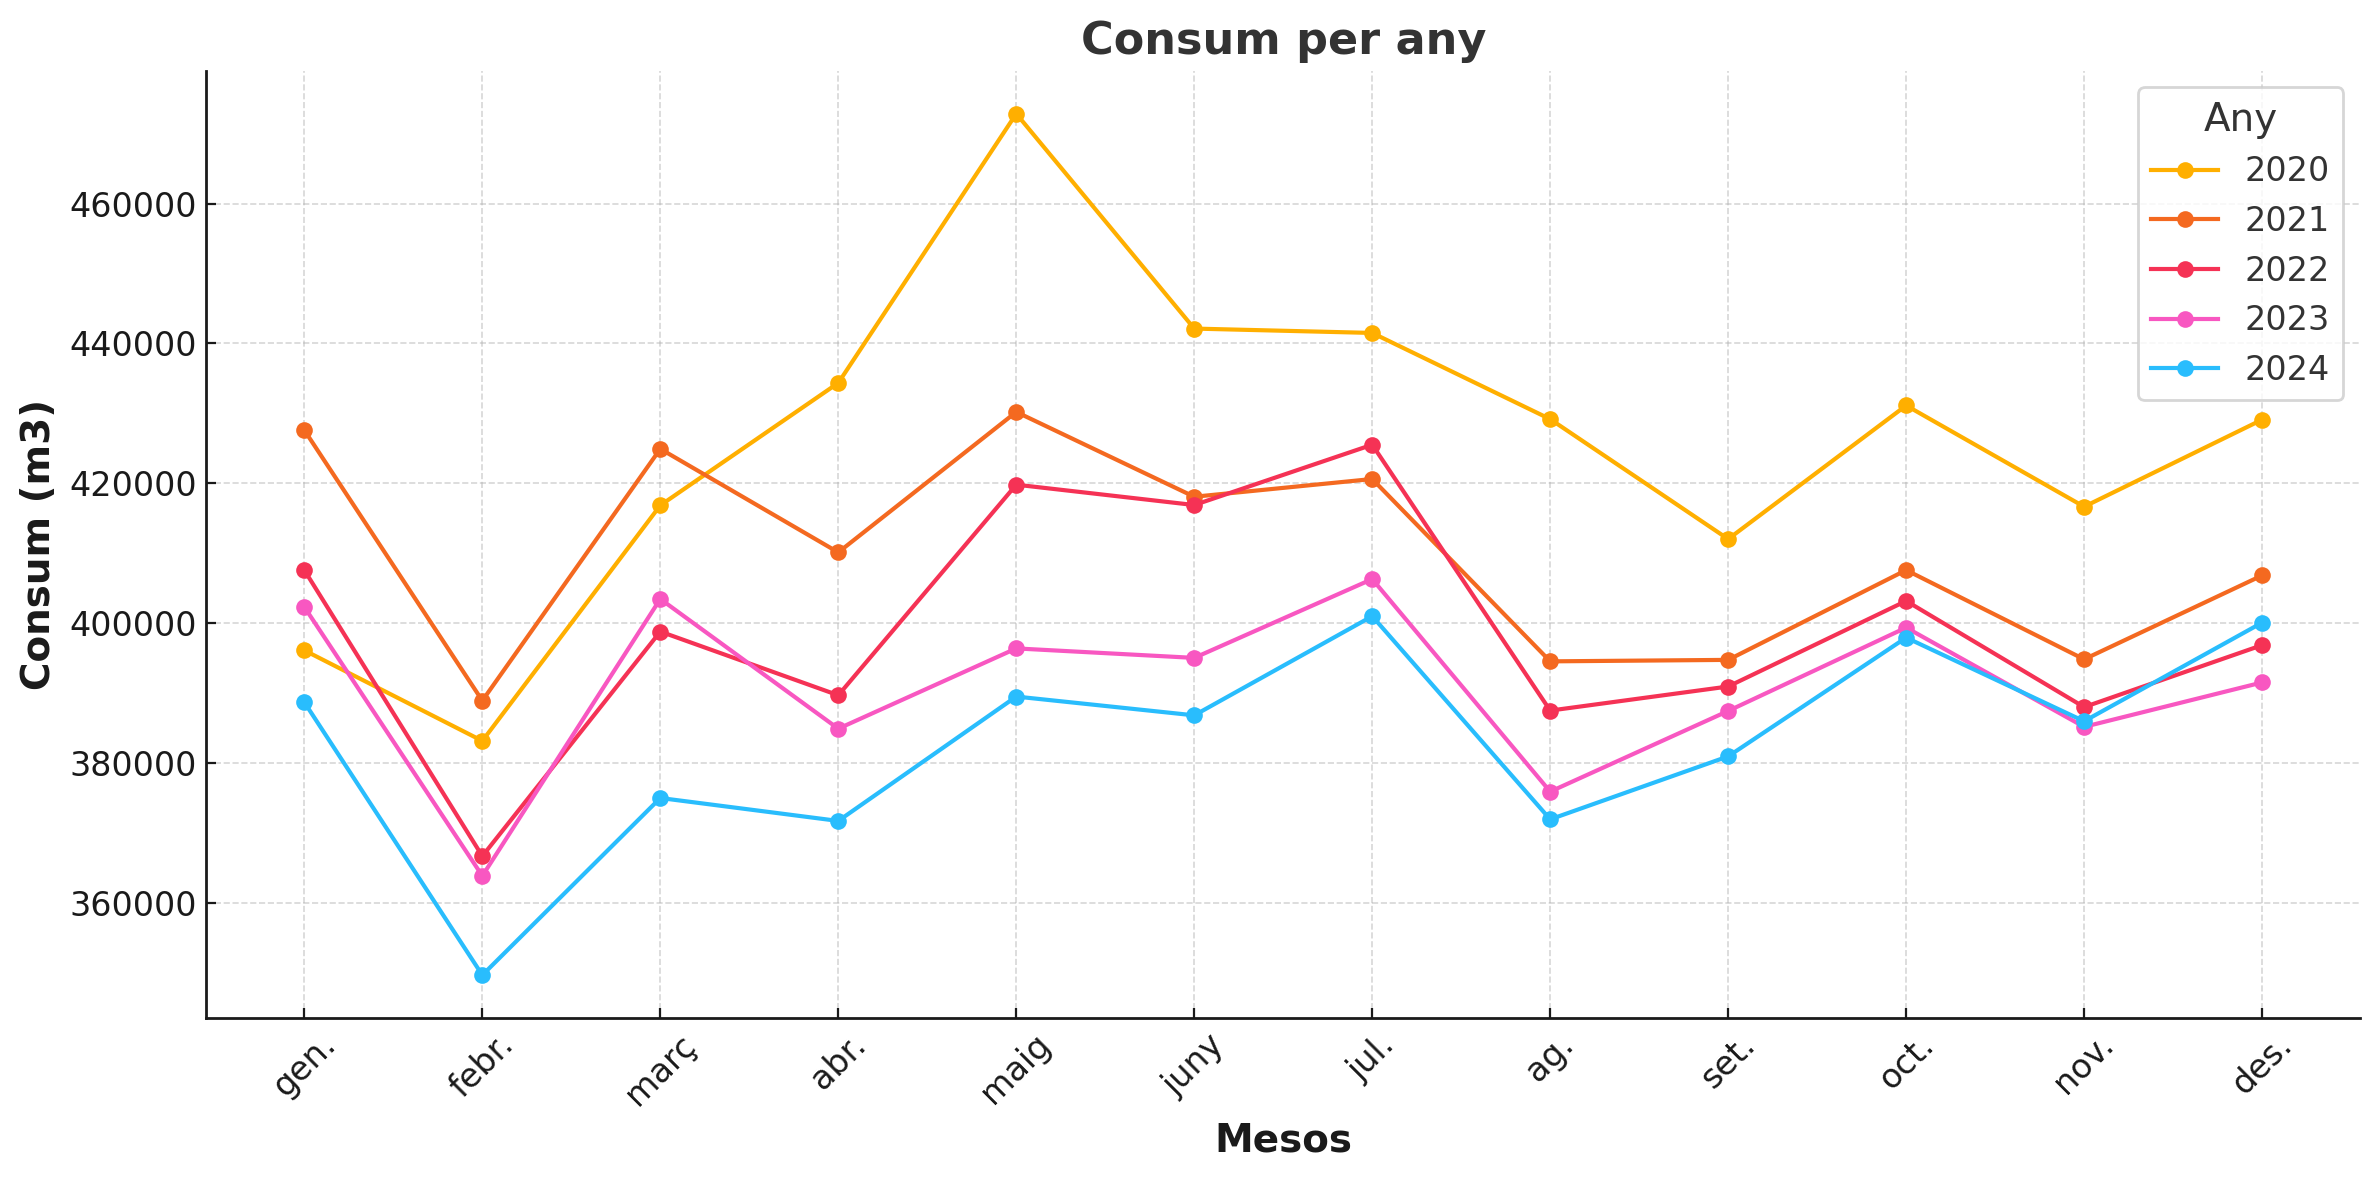 Consum per any
Any
2020
2021
2022
2023
2024
Consum (m3)
460000
440000
420000
400000
380000
360000
gen.
febr.
març
abr.
maig
juny
jul.
ag.
set.
oct.
nov.
des.
Mesos